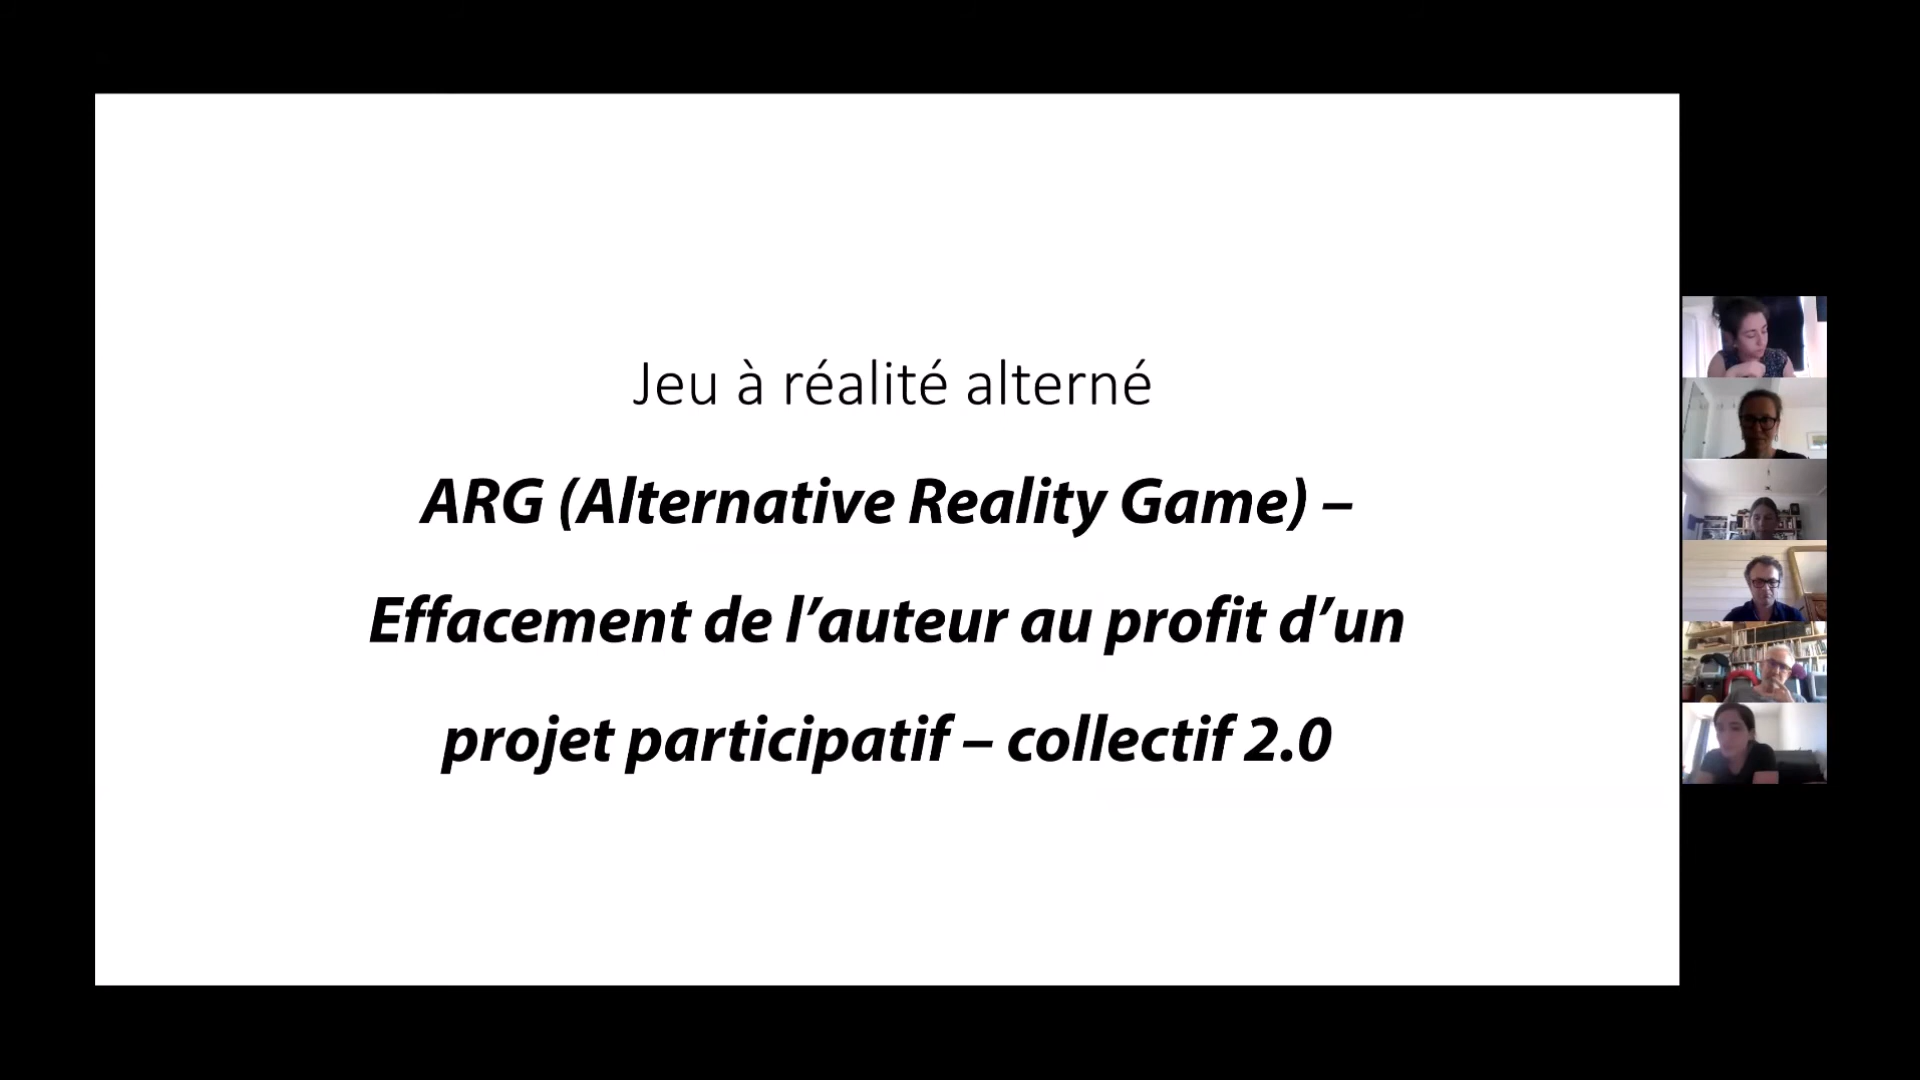 Jeu à réalité alterné
ARG (Alternative Reality Game) –
Effacement de l’auteur au profit d’un
projet participatif – collectif 2.0